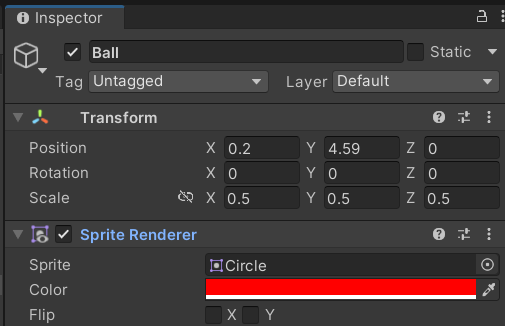 Inspector
Ball Static
Tag Untagged Layer Default
Transform
Position X 0.2 Y 4.59 Z 0
Rotation X 0 Y 0 Z 0
Scale X 0.5 Y 0.5 Z 0.5
Sprite Renderer
Sprite Circle
Color
Flip X Y